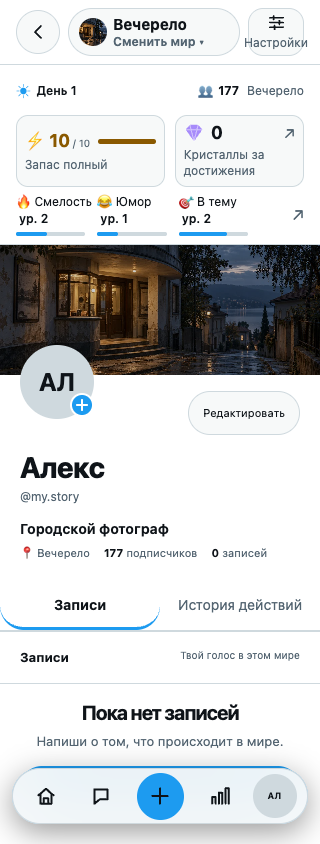 Вечерело
Сменить мир ▾
Настройки
День 1
177 Вечерело
10 / 10
Запас полный
0
Кристаллы за
достижения
Смелость
ур. 2
Юмор
ур. 1
В тему
ур. 2
АЛ
Редактировать
Алекс
@my.story
Городской фотограф
Вечерело 177 подписчиков 0 записей
Записи История действий
Записи Твой голос в этом мире
Пока нет записей
Напиши о том, что происходит в мире.
АЛ